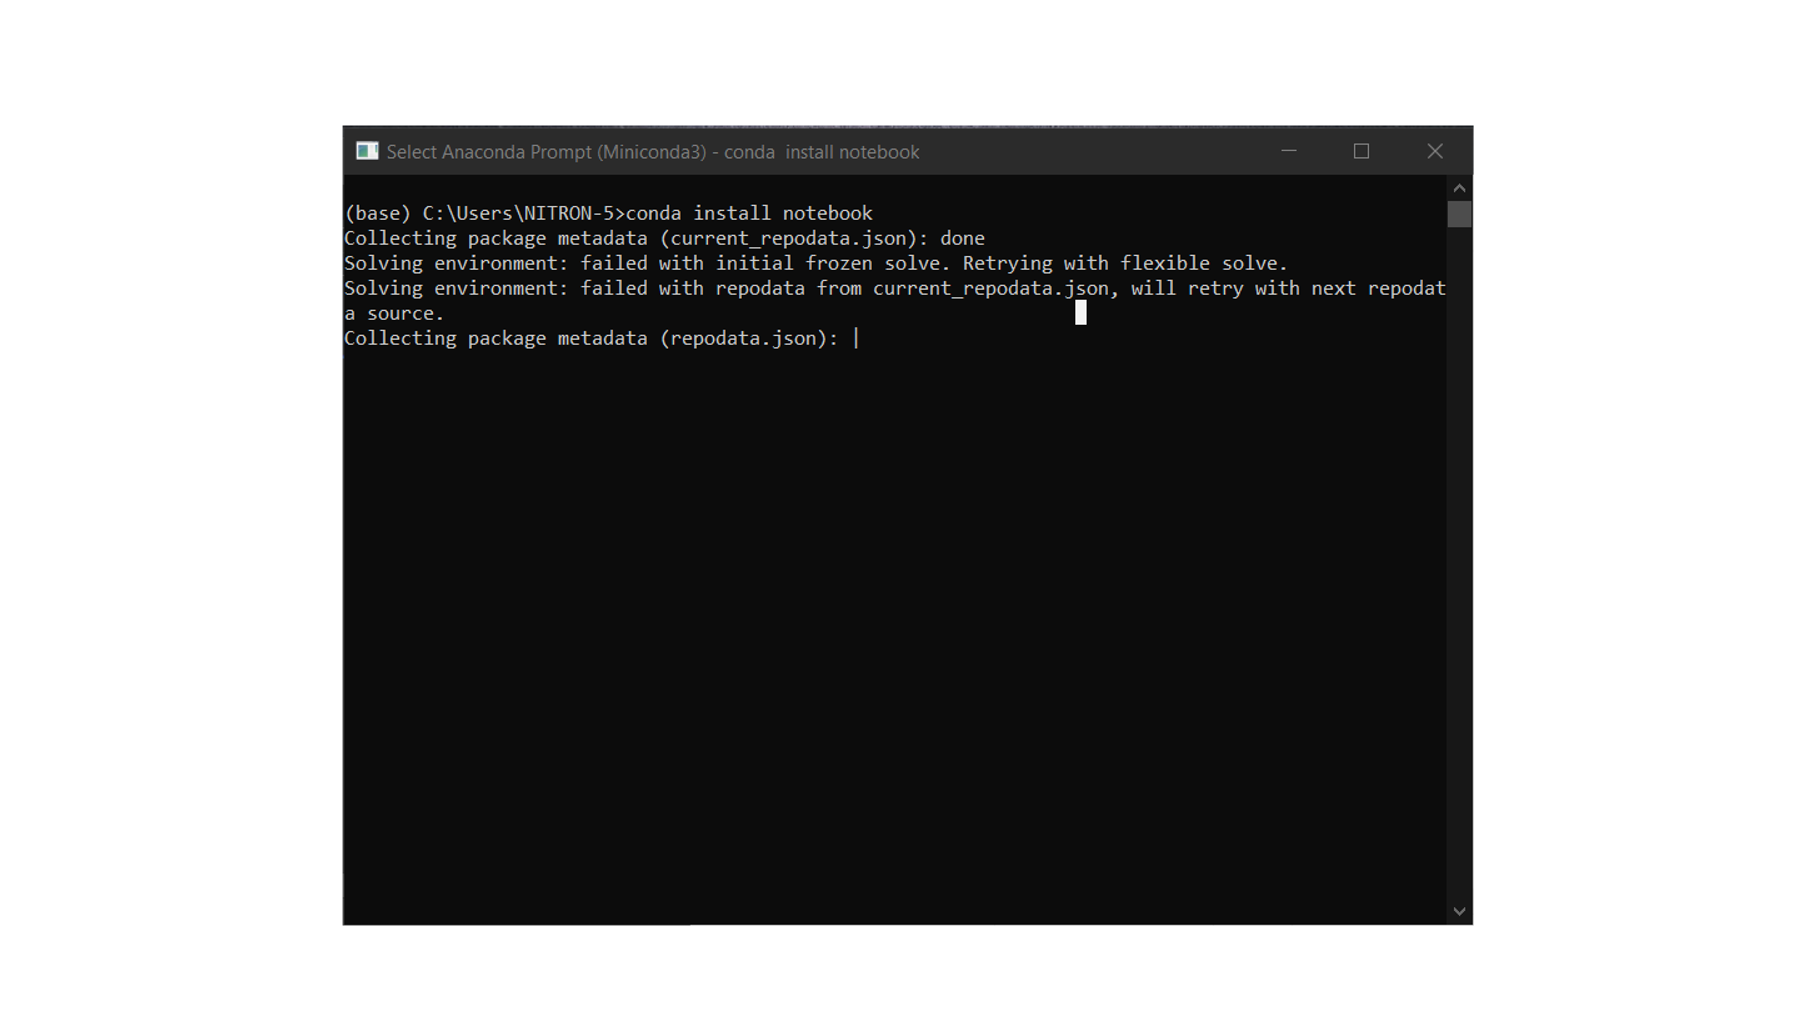 Select Anaconda Prompt (Miniconda3) - conda  install notebook
(base) C:\Users\NITRON-5>conda install notebook
Collecting package metadata (current_repodata.json): done
Solving environment: failed with initial frozen solve. Retrying with flexible solve.
Solving environment: failed with repodata from current_repodata.json, will retry with next repodat
a source.
Collecting package metadata (repodata.json): |